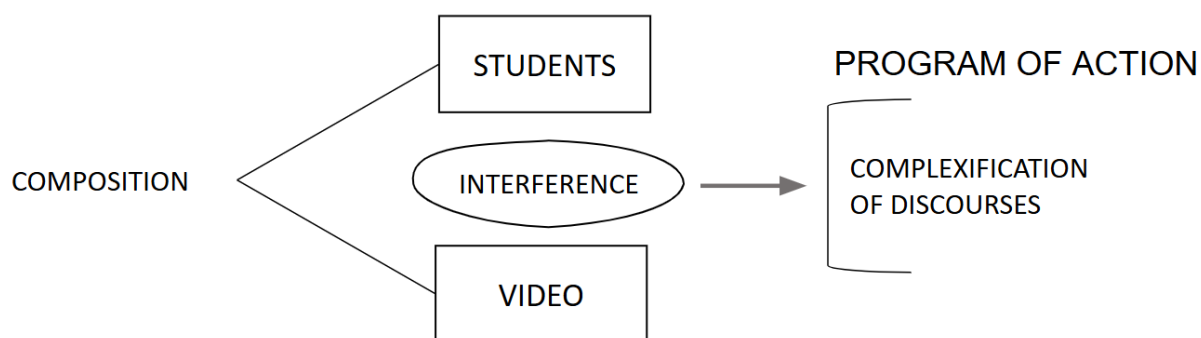 STUDENTS
PROGRAM OF ACTION
COMPOSITION
INTERFERENCE
COMPLEXIFICATION
OF DISCOURSES
VIDEO